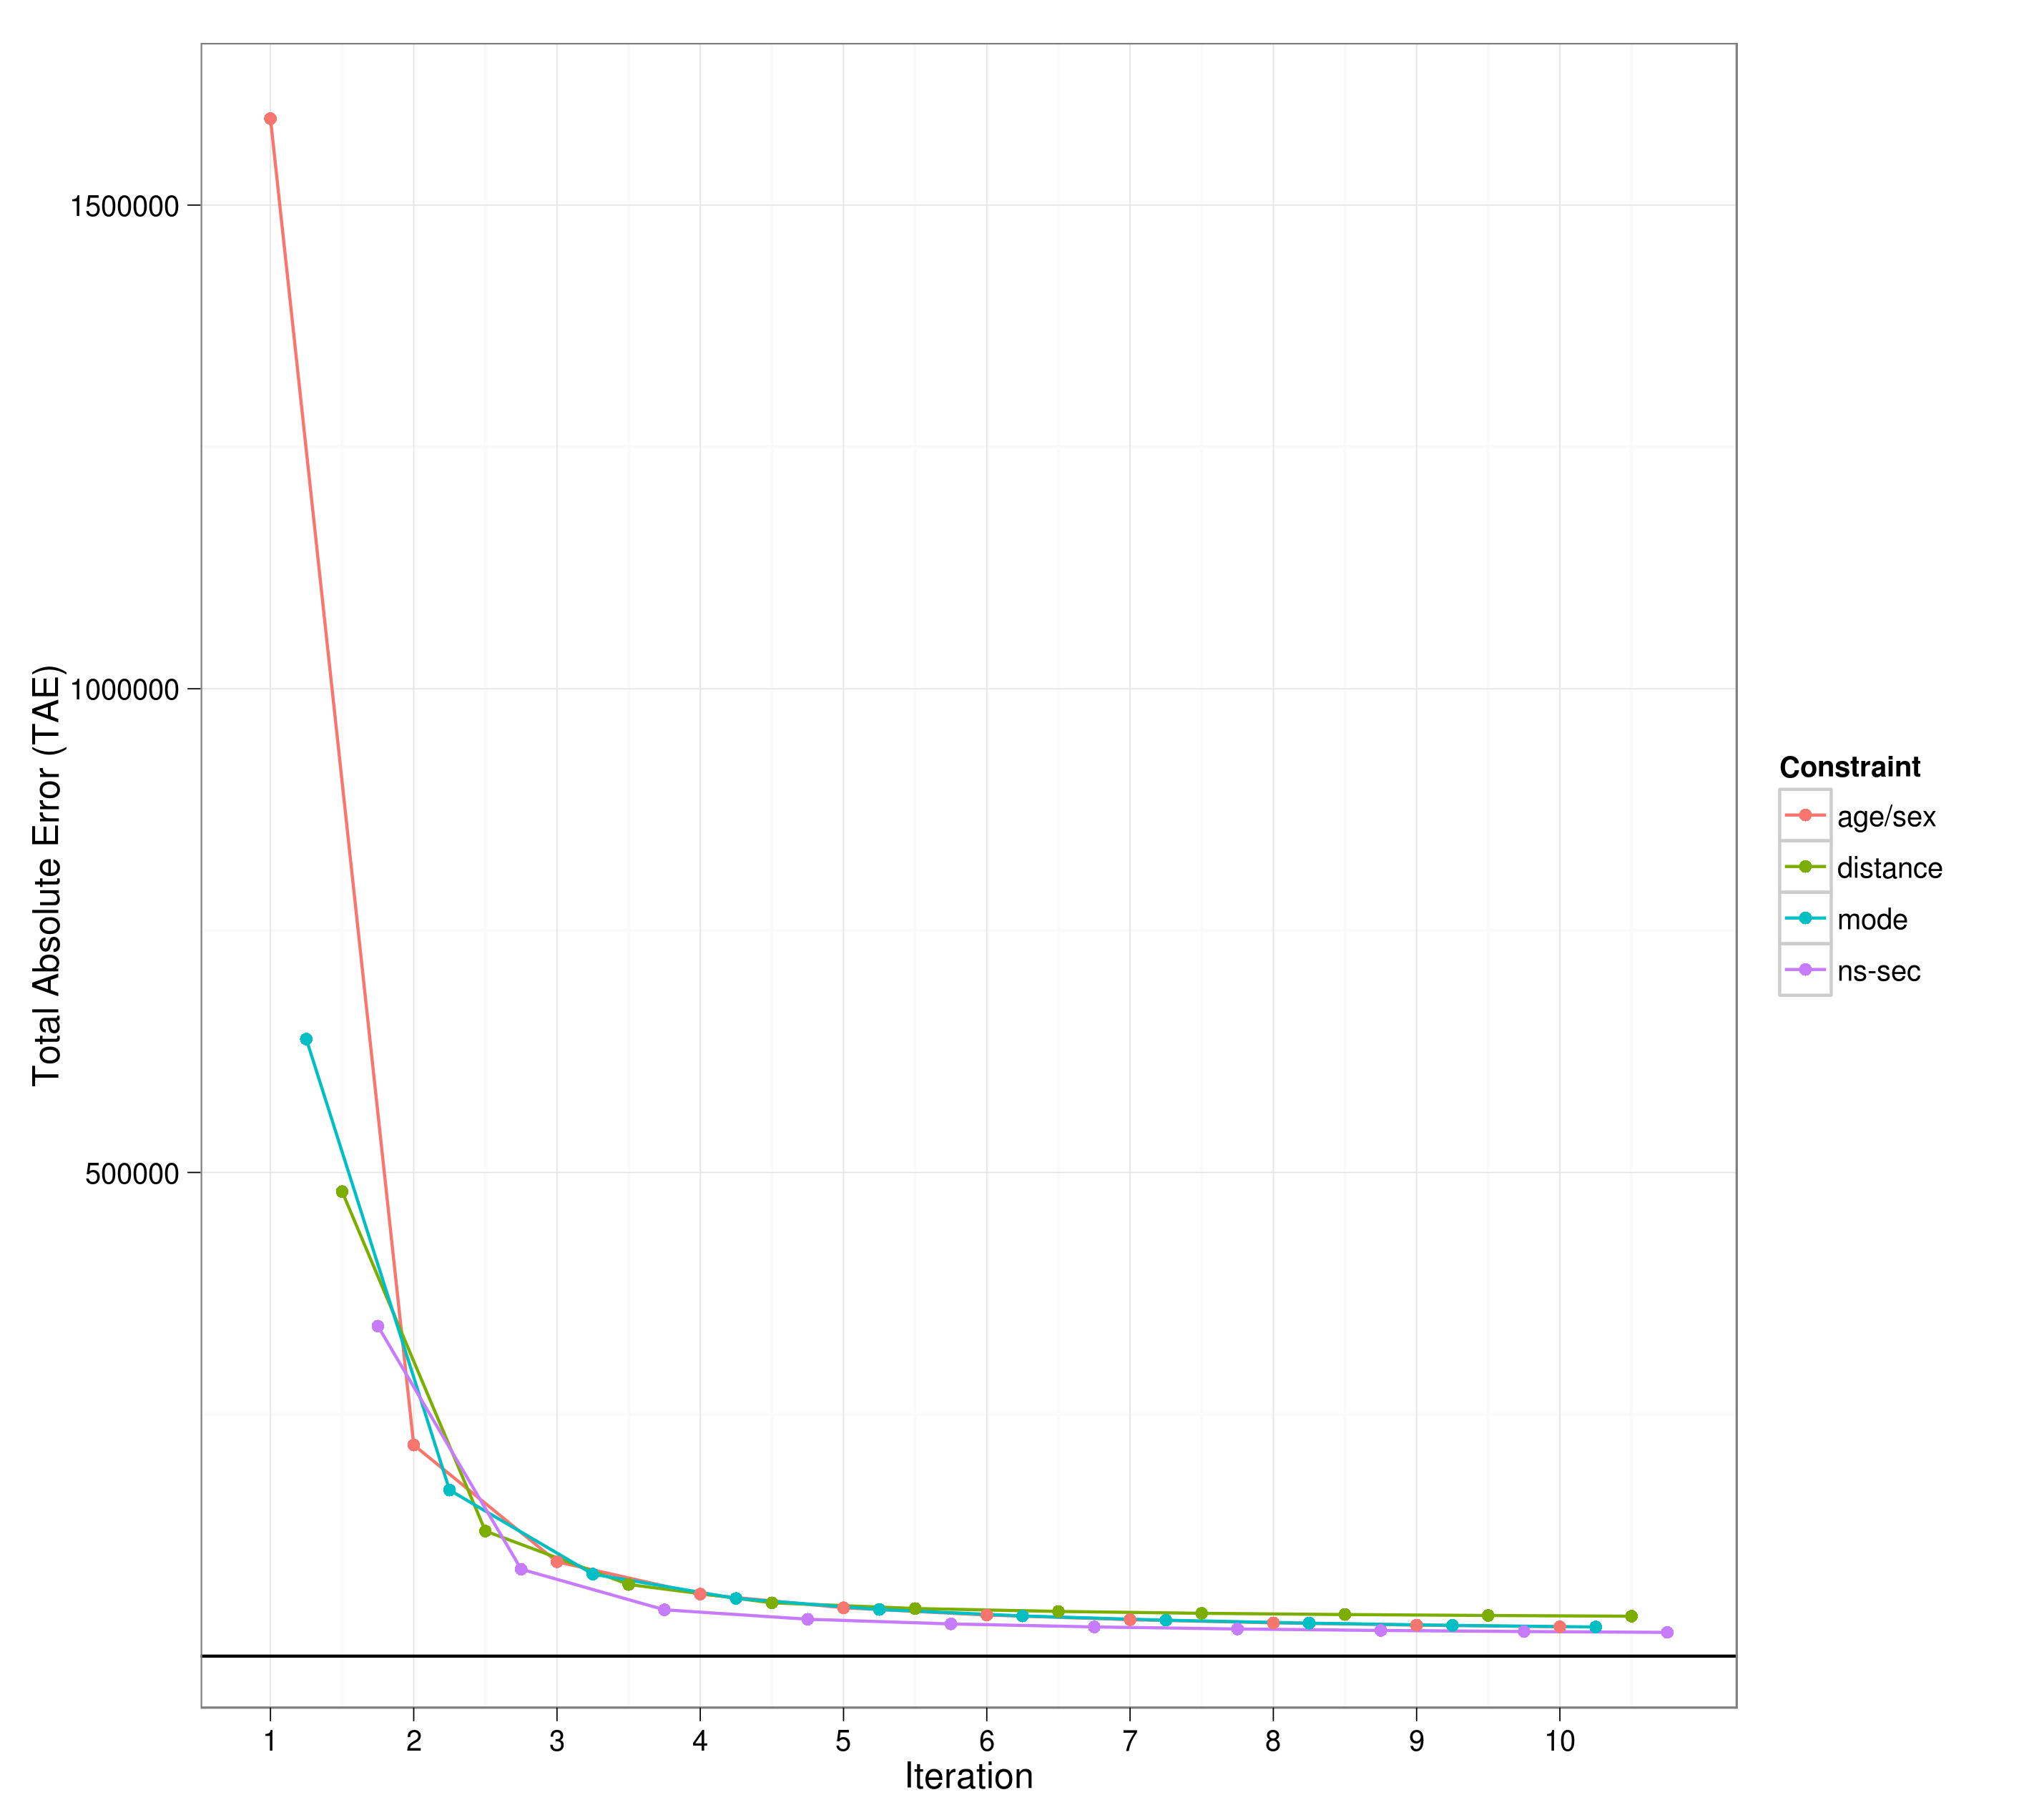 Total Absolute Error (TAE)
1500000
1000000
500000
1 2 3 4 5 6 7 8 9 10
Iteration
Constraint
age/sex
distance
mode
ns-sec